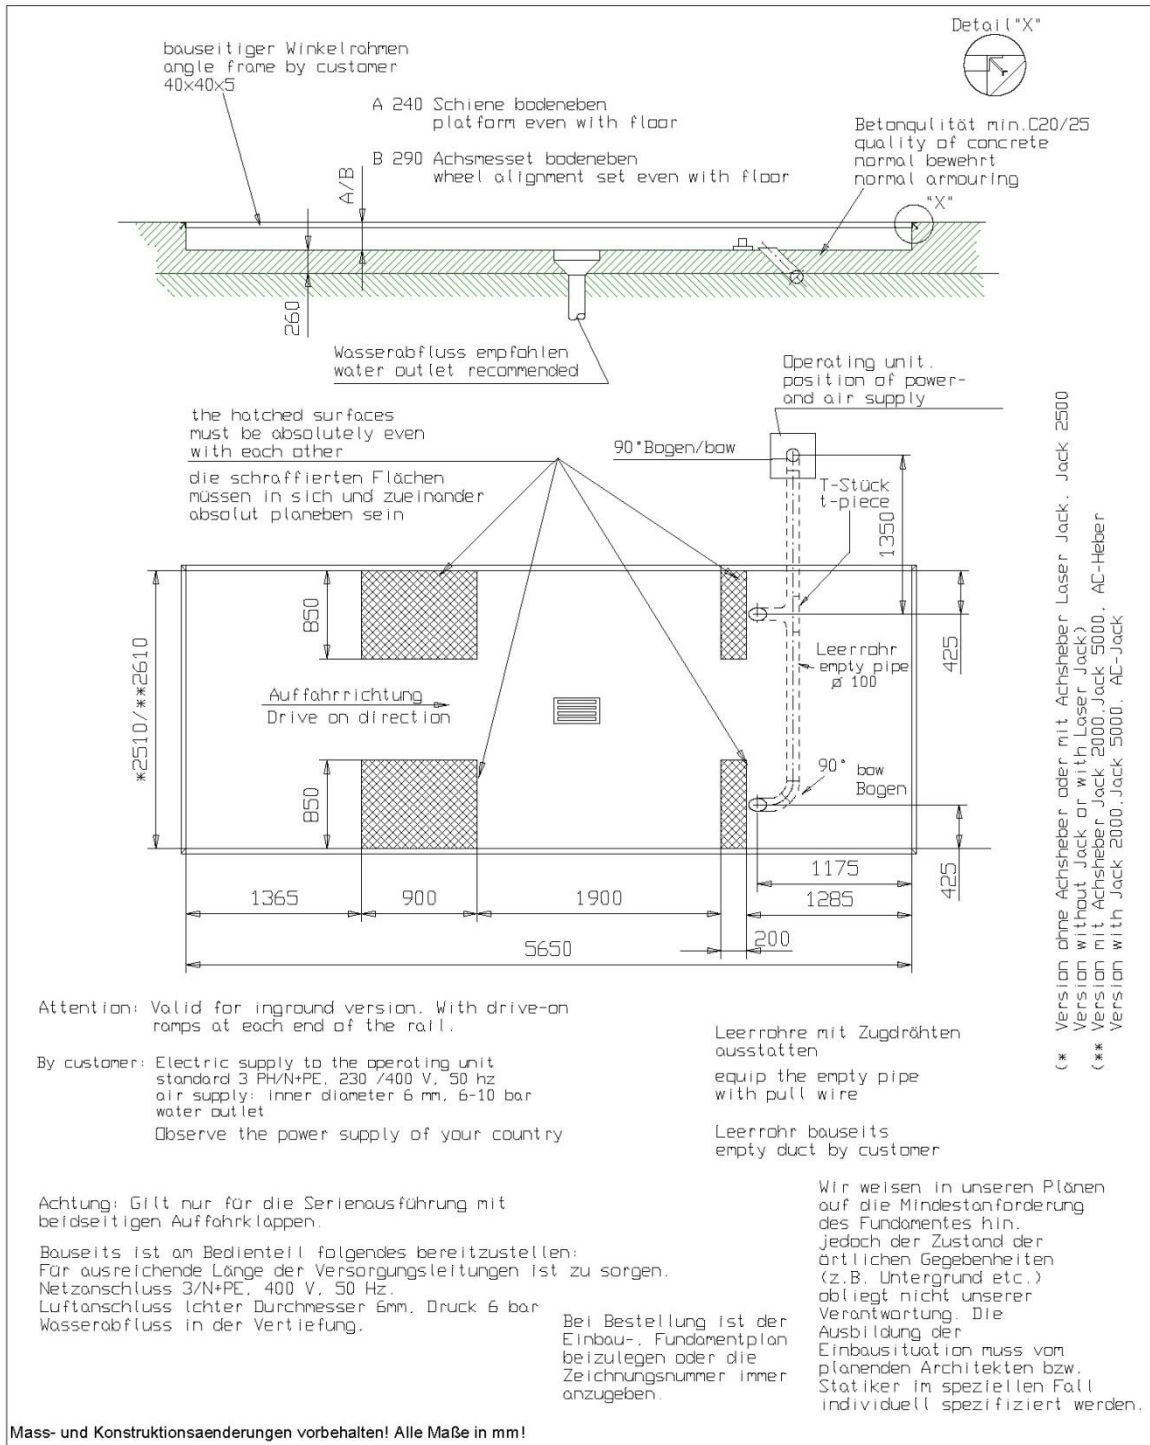 Detail"X"
bauseitiger Winkelrahmen
angle frame by customer
40x40x5
A 240 Schiene bodeneben
platform even with floor
B 290 Achsmesset bodeneben
wheel alignment set even with floor
A/B
Betonqulität min.C20/25
quality of concrete
normal bewehrt
normal armouring
"X"
260
Wasserabfluss empfohlen
water outlet recommended
Operating unit.
position of power-
and air supply
the hatched surfaces
must be absolutely even
with each other
die schraffierten Flächen
müssen in sich und zueinander
absolut planeben sein
90°Bogen/bow
T-Stück
t-piece
1350
850
425
*2510/**2610
Leerrohr
empty pipe
ø 100
Auffahrrichtung
Drive on direction
850
90° bow
Bogen
425
1175
1365
900
1900
1285
200
5650
(* Version ohne Achsheber oder mit Achsheber Laser Jack. Jack 2500
Version without Jack or with Laser Jack)
(** Version mit Achsheber Jack 2000.Jack 5000. AC-Heber
Version with Jack 2000.Jack 5000. AC-Jack
Attention: Valid for inground version. With drive-on
ramps at each end of the rail.
By customer: Electric supply to the operating unit
standard 3 PH/N+PE. 230 /400 V. 50 hz
air supply: inner diameter 6 mm. 6-10 bar
water outlet
Observe the power supply of your country
Leerrohre mit Zugdrähten
ausstatten
equip the empty pipe
with pull wire
Leerrohr bauseits
empty duct by customer
Achtung: Gilt nur für die Serienausführung mit
beidseitigen Auffahrklappen.
Bauseits ist am Bedienteil folgendes bereitzustellen:
Für ausreichende Länge der Versorgungsleitungen ist zu sorgen.
Netzanschluss 3/N+PE. 400 V. 50 Hz.
Luftanschluss lchter Durchmesser 6mm. Druck 6 bar
Wasserabfluss in der Vertiefung.
Bei Bestellung ist der
Einbau-. Fundamentplan
beizulegen oder die
Zeichnungsnummer immer
anzugeben.
Wir weisen in unseren Plänen
auf die Mindestanforderung
des Fundamentes hin.
jedoch der Zustand der
örtlichen Gegebenheiten
(z.B. Untergrund etc.)
obliegt nicht unserer
Verantwortung. Die
Ausbildung der
Einbausituation muss vom
planenden Architekten bzw.
Statiker im speziellen Fall
individuell spezifiziert werden.
Mass- und Konstruktionsaenderungen vorbehalten! Alle Maße in mm!